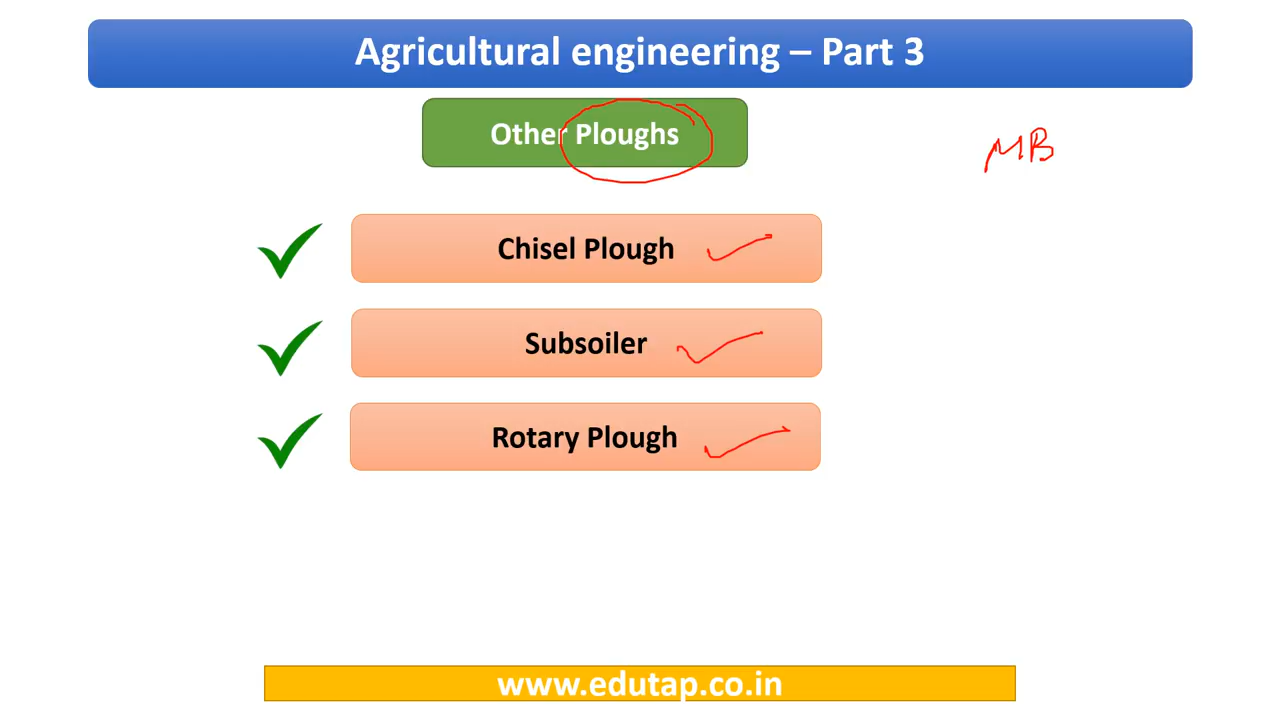 Agricultural engineering – Part 3
Other Ploughs
MB
Chisel Plough
Subsoiler
Rotary Plough
www.edutap.co.in